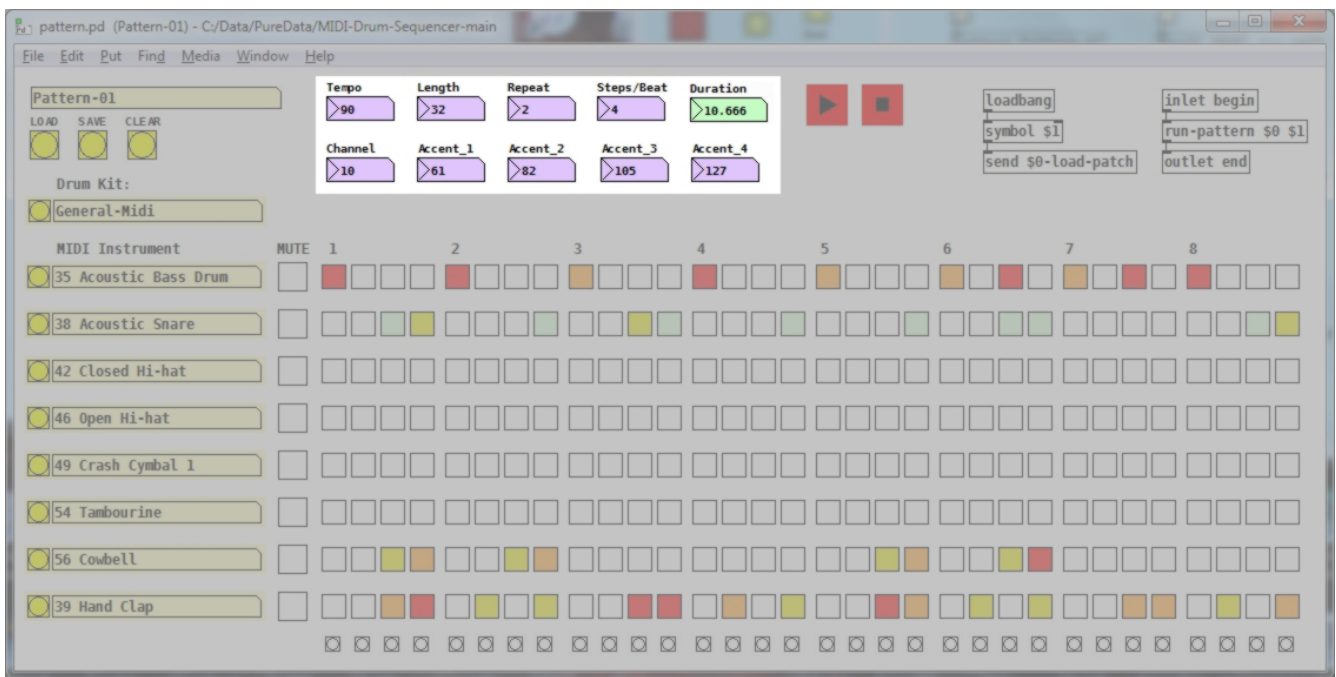 pattern.pd (Pattern-01) - C:/Data/PureData/MIDI-Drum-Sequencer-main
File Edit Put Find Media Window Help
Pattern-01
LOAD SAVE CLEAR
Drum Kit:
General-Midi
Tempo Length Repeat Steps/Beat Duration
90 32 2 4 10.666
Channel Accent_1 Accent_2 Accent_3 Accent_4
10 61 82 105 127
loadbang
symbol $1
send $0-load-patch
inlet begin
run-pattern $0 $1
outlet end
MIDI Instrument MUTE 1 2 3 4 5 6 7 8
35 Acoustic Bass Drum
38 Acoustic Snare
42 Closed Hi-hat
46 Open Hi-hat
49 Crash Cymbal 1
54 Tambourine
56 Cowbell
39 Hand Clap